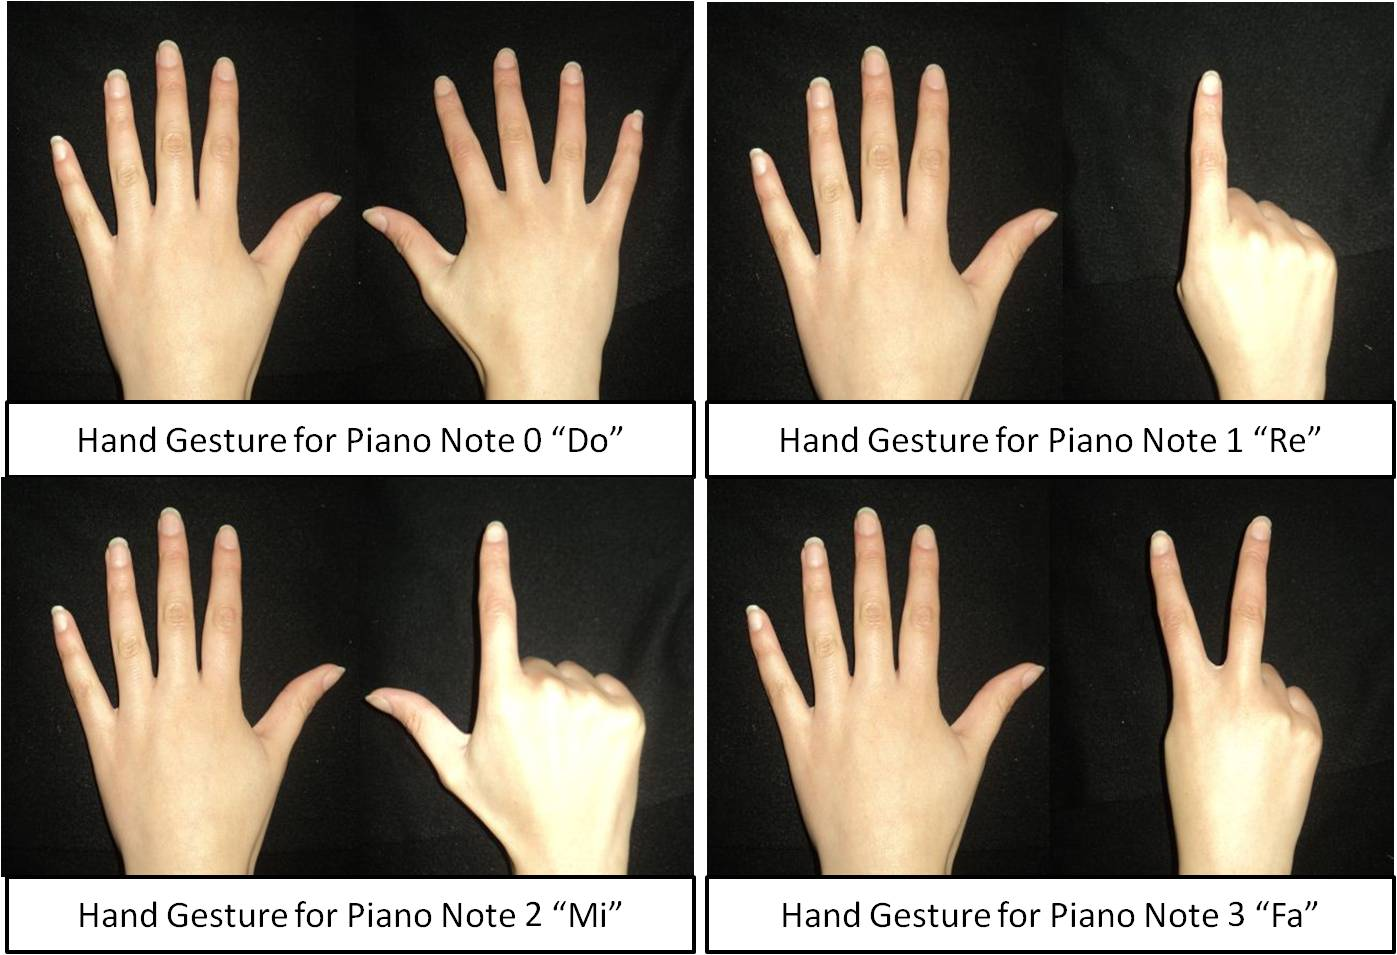 Hand Gesture for Piano Note 0 “Do”
Hand Gesture for Piano Note 1 “Re”
Hand Gesture for Piano Note 2 “Mi”
Hand Gesture for Piano Note 3 “Fa”